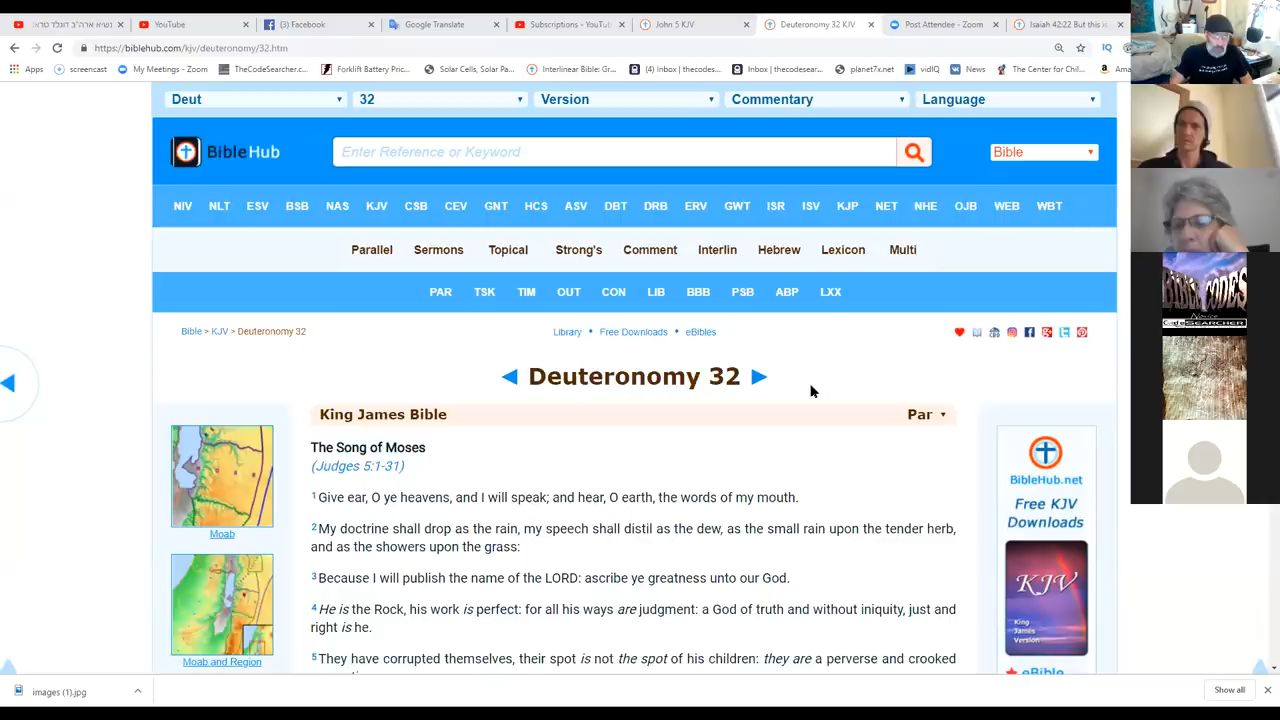 נשיא ארה"ב דונלד טראו
YouTube
(3) Facebook
Google Translate
Subscriptions - YouTu
John 5 KJV
Deuteronomy 32 KJV
Post Attendee - Zoom
Isaiah 42:22 But this is
https://biblehub.com/kjv/deuteronomy/32.htm
IQ
Apps screencast My Meetings - Zoom TheCodeSearcher.c... Forklift Battery Pric... Solar Cells, Solar Pa... Interlinear Bible: Gr... (4) Inbox | thecodes... Inbox | thecodesear... planet7x.net vidIQ News The Center for Chil... Ama
Deut 32 Version Commentary Language
BibleHub Enter Reference or Keyword Bible
NIV NLT ESV BSB NAS KJV CSB CEV GNT HCS ASV DBT DRB ERV GWT ISR ISV KJP NET NHE OJB WEB WBT
Parallel Sermons Topical Strong's Comment Interlin Hebrew Lexicon Multi
PAR TSK TIM OUT CON LIB BBB PSB ABP LXX
Bible > KJV > Deuteronomy 32
Library • Free Downloads • eBibles
Deuteronomy 32
King James Bible Par
The Song of Moses
(Judges 5:1-31)
1 Give ear, O ye heavens, and I will speak; and hear, O earth, the words of my mouth.
2 My doctrine shall drop as the rain, my speech shall distil as the dew, as the small rain upon the tender herb,
and as the showers upon the grass:
3 Because I will publish the name of the LORD: ascribe ye greatness unto our God.
4 He is the Rock, his work is perfect: for all his ways are judgment: a God of truth and without iniquity, just and
right is he.
5 They have corrupted themselves, their spot is not the spot of his children: they are a perverse and crooked
Moab
Moab and Region
BibleHub.net
Free KJV
Downloads
KJV
King
James
Version
eBible
BIBLE CODES
Novice
CodeSEARCHER
images (1).jpg
Show all